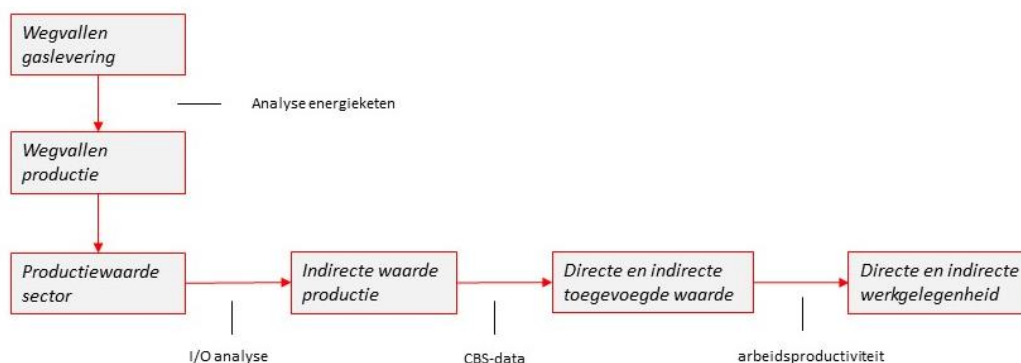 Wegvallen
gaslevering
Analyse energieketen
Wegvallen
productie
Productiewaarde
sector
Indirecte waarde
productie
Directe en indirecte
toegevoegde waarde
Directe en indirecte
werkgelegenheid
I/O analyse
CBS-data
arbeidsproductiviteit